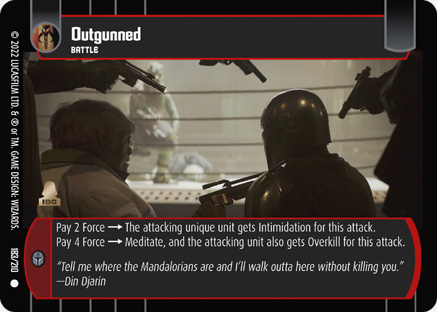 Outgunned
BATTLE
Pay 2 Force → The attacking unique unit gets Intimidation for this attack.
Pay 4 Force → Meditate, and the attacking unit also gets Overkill for this attack.
"Tell me where the Mandalorians are and I'll walk outta here without killing you."
—Din Djarin
© 2022 LUCASFILM LTD. & ® or TM. GAME DESIGN: WIZARDS.
183/210